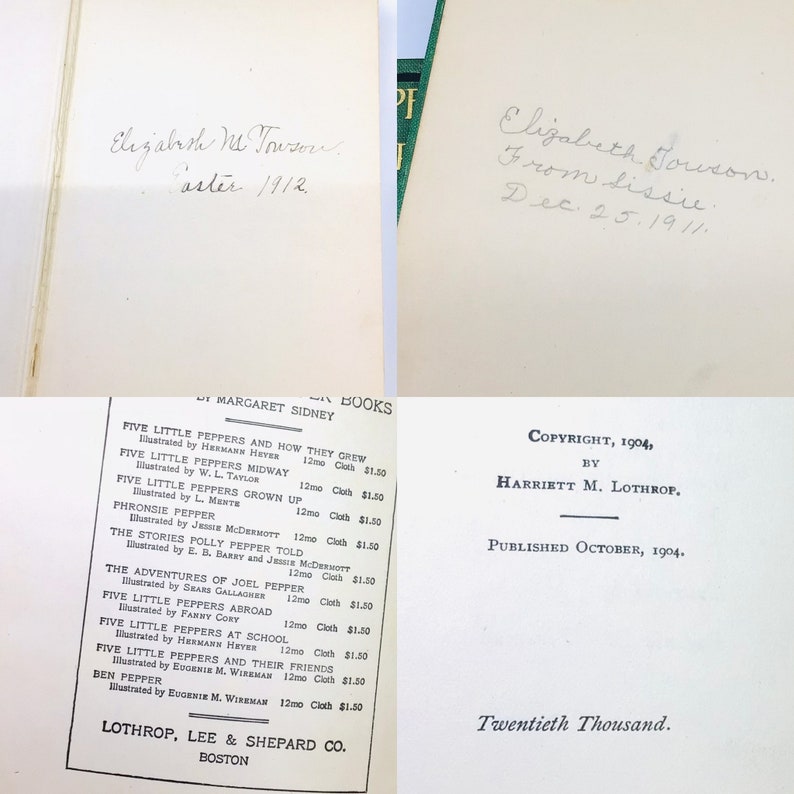 Elizabeth M Towson.
Easter 1912.
PF
Elizabeth Towson.
From Sissie.
Dec. 25. 1911.
BOOKS
BY MARGARET SIDNEY
FIVE LITTLE PEPPERS AND HOW THEY GREW
Illustrated by HERMANN HEYER 12mo Cloth $1.50
FIVE LITTLE PEPPERS MIDWAY
Illustrated by W. L. TAYLOR 12mo Cloth $1.50
FIVE LITTLE PEPPERS GROWN UP
Illustrated by L. MENTE 12mo Cloth $1.50
PHRONSIE PEPPER
Illustrated by JESSIE MCDERMOTT 12mo Cloth $1.50
THE STORIES POLLY PEPPER TOLD
Illustrated by E. B. BARRY and JESSIE MCDERMOTT
12mo Cloth $1.50
THE ADVENTURES OF JOEL PEPPER
Illustrated by SEARS GALLAGHER 12mo Cloth $1.50
FIVE LITTLE PEPPERS ABROAD
Illustrated by FANNY CORY 12mo Cloth $1.50
FIVE LITTLE PEPPERS AT SCHOOL
Illustrated by HERMANN HEYER 12mo Cloth $1.50
FIVE LITTLE PEPPERS AND THEIR FRIENDS
Illustrated by EUGENIE M. WIREMAN 12mo Cloth $1.50
BEN PEPPER
Illustrated by EUGENIE M. WIREMAN 12mo Cloth $1.50
LOTHROP, LEE & SHEPARD CO.
BOSTON
COPYRIGHT, 1904,
BY
HARRIETT M. LOTHROP.
PUBLISHED OCTOBER, 1904.
Twentieth Thousand.